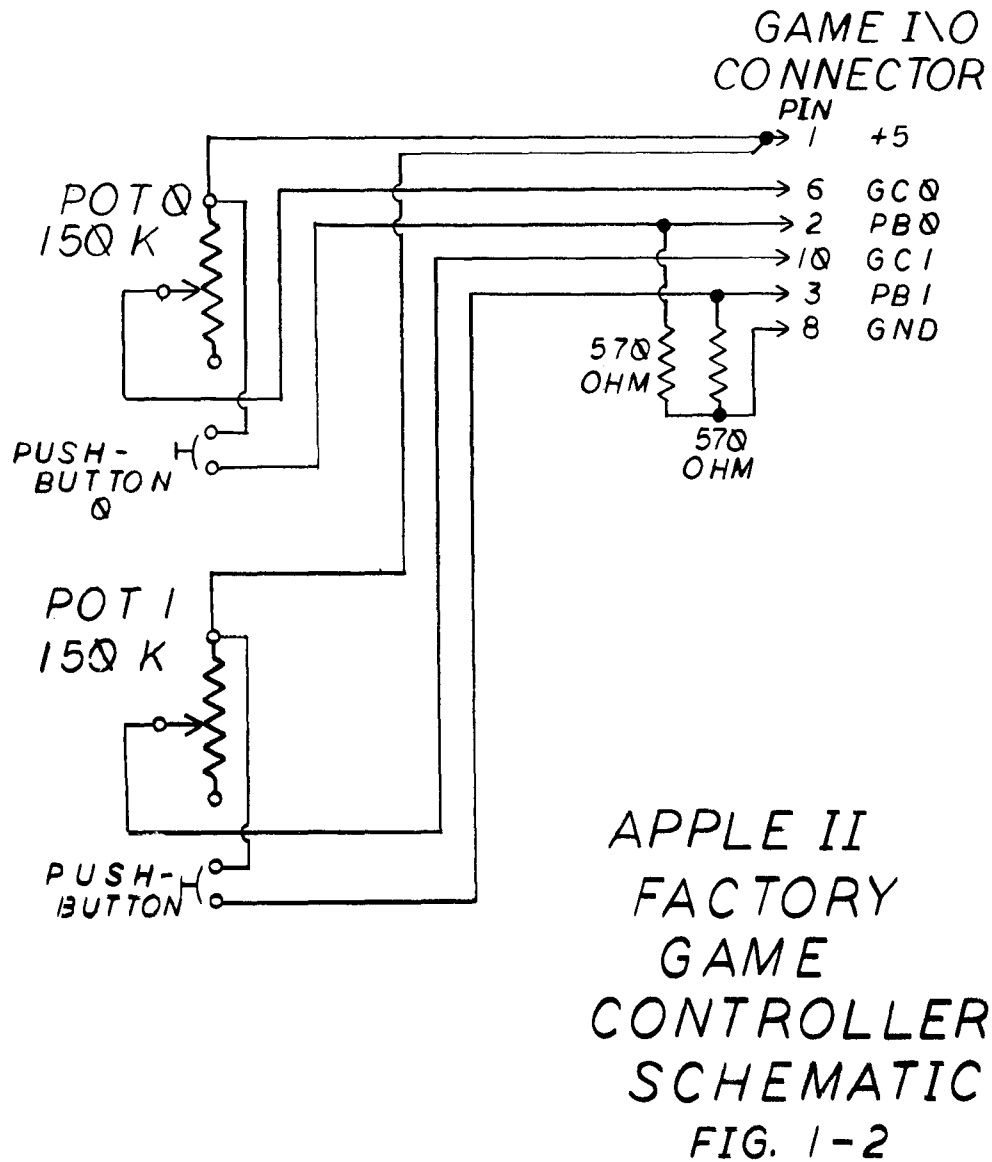 GAME I\O
CONNECTOR
PIN
1 +5
6 GC0
2 PB0
10 GC1
3 PB1
8 GND
POT 0
150 K
570
OHM
570
OHM
PUSH-
BUTTON
0
POT 1
150 K
PUSH-
BUTTON
APPLE II
FACTORY
GAME
CONTROLLER
SCHEMATIC
FIG. 1-2